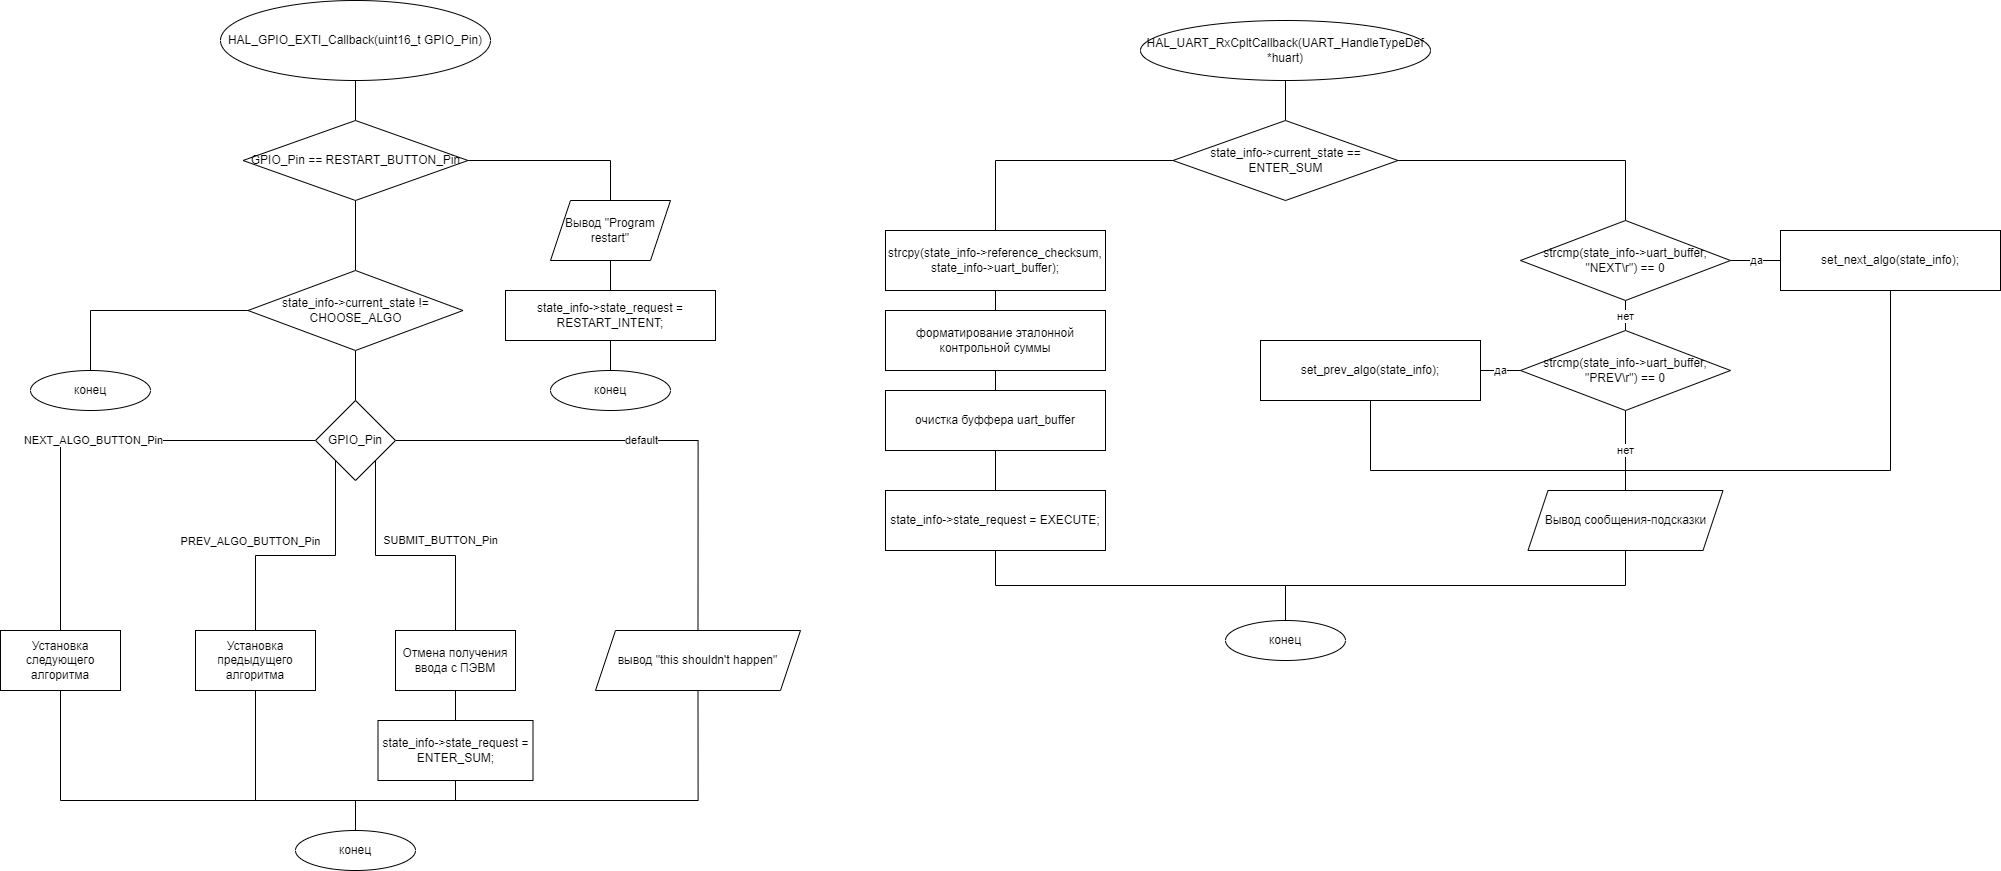 HAL_GPIO_EXTI_Callback(uint16_t GPIO_Pin)
GPIO_Pin == RESTART_BUTTON_Pin
Вывод "Program
restart"
state_info->state_request =
RESTART_INTENT;
конец
state_info->current_state !=
CHOOSE_ALGO
конец
GPIO_Pin
NEXT_ALGO_BUTTON_Pin
default
PREV_ALGO_BUTTON_Pin
SUBMIT_BUTTON_Pin
Установка
следующего
алгоритма
Установка
предыдущего
алгоритма
Отмена получения
ввода с ПЭВМ
вывод "this shouldn't happen"
state_info->state_request =
ENTER_SUM;
конец
HAL_UART_RxCpltCallback(UART_HandleTypeDef
*huart)
state_info->current_state ==
ENTER_SUM
strcpy(state_info->reference_checksum,
state_info->uart_buffer);
форматирование эталонной
контрольной суммы
очистка буффера uart_buffer
state_info->state_request = EXECUTE;
strcmp(state_info->uart_buffer,
"NEXT\r") == 0
да
set_next_algo(state_info);
нет
strcmp(state_info->uart_buffer,
"PREV\r") == 0
да
set_prev_algo(state_info);
нет
Вывод сообщения-подсказки
конец